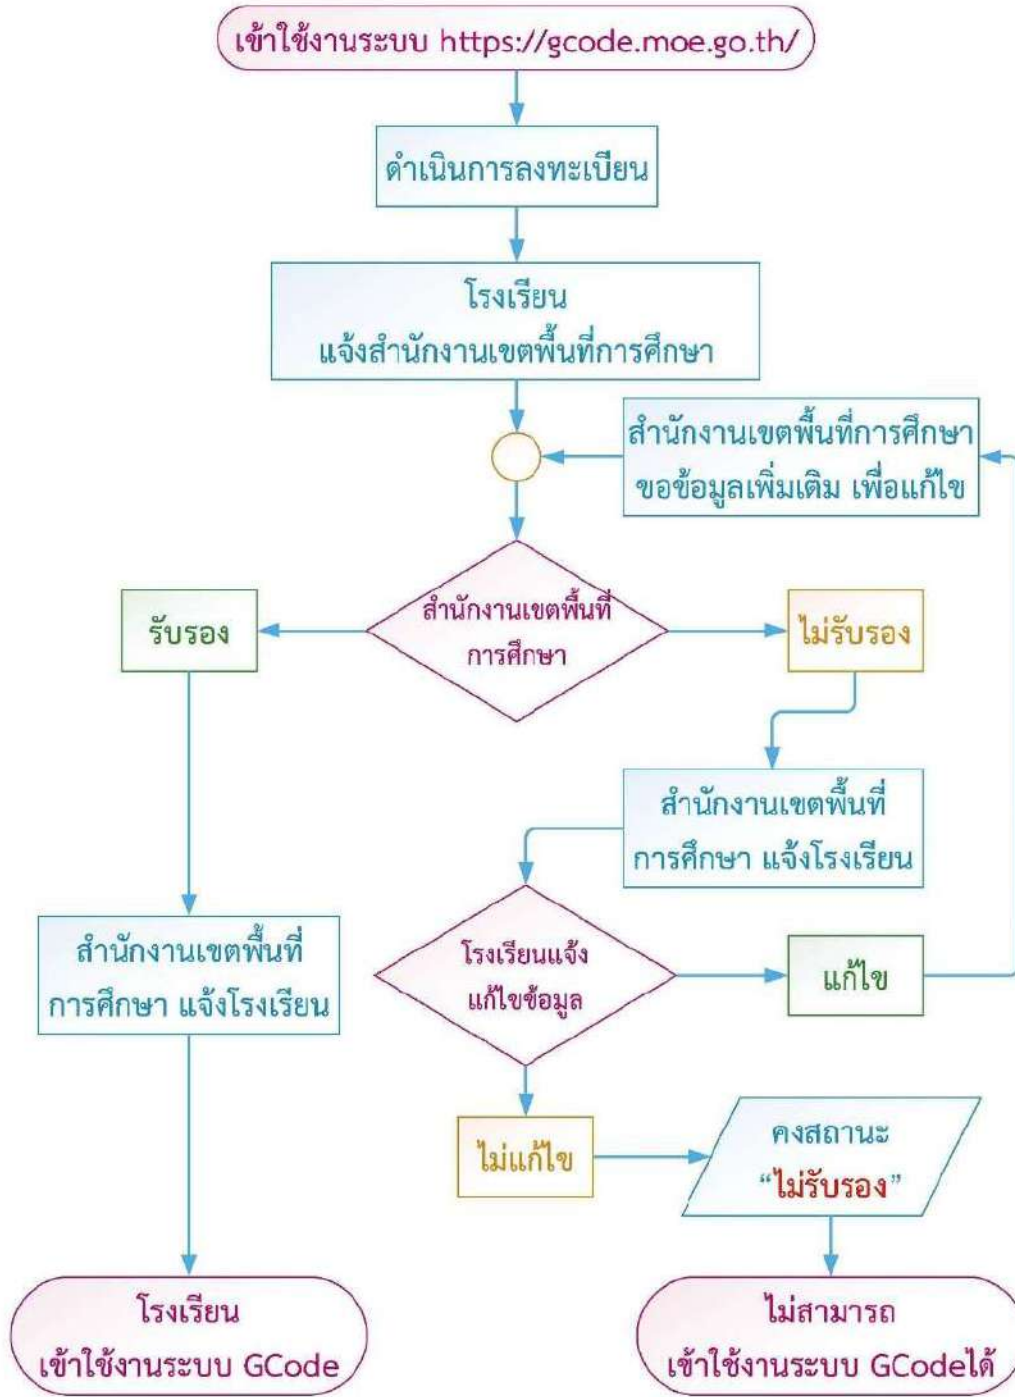 เข้าใช้งานระบบ https://gcode.moe.go.th/
ดำเนินการลงทะเบียน
โรงเรียน
แจ้งสำนักงานเขตพื้นที่การศึกษา
สำนักงานเขตพื้นที่การศึกษา
ขอข้อมูลเพิ่มเติม เพื่อแก้ไข
สำนักงานเขตพื้นที่
การศึกษา
รับรอง
ไม่รับรอง
สำนักงานเขตพื้นที่
การศึกษา แจ้งโรงเรียน
สำนักงานเขตพื้นที่
การศึกษา แจ้งโรงเรียน
โรงเรียนแจ้ง
แก้ไขข้อมูล
แก้ไข
ไม่แก้ไข
คงสถานะ
“ไม่รับรอง”
โรงเรียน
เข้าใช้งานระบบ GCode
ไม่สามารถ
เข้าใช้งานระบบ GCodeได้